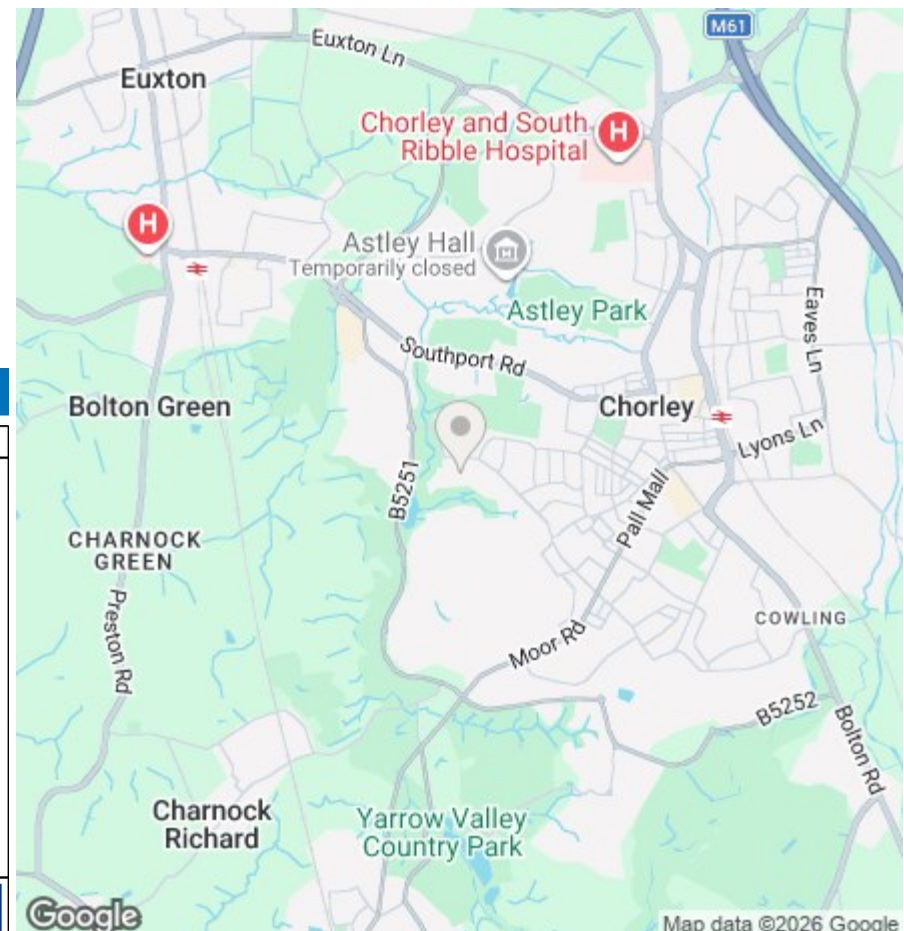 M61
Euxton Ln
Euxton
Chorley and South
Ribble Hospital
H
H
Astley Hall
Temporarily closed
Astley Park
Eaves Ln
Southport Rd
Bolton Green
Chorley
Lyons Ln
B5251
Pall Mall
CHARNOCK
GREEN
Preston Rd
COWLING
Moor Rd
B5252
Bolton Rd
Charnock
Richard
Yarrow Valley
Country Park
Google
Map data ©2026 Google